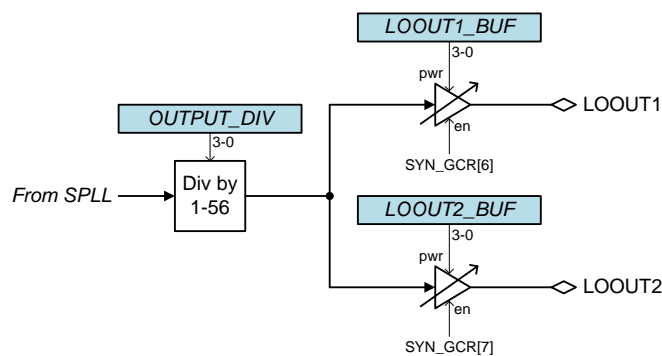 LOOUT1_BUF
3-0
pwr
LOOUT1
en
OUTPUT_DIV
3-0
SYN_GCR[6]
From SPLL
Div by
1-56
LOOUT2_BUF
3-0
pwr
LOOUT2
en
SYN_GCR[7]